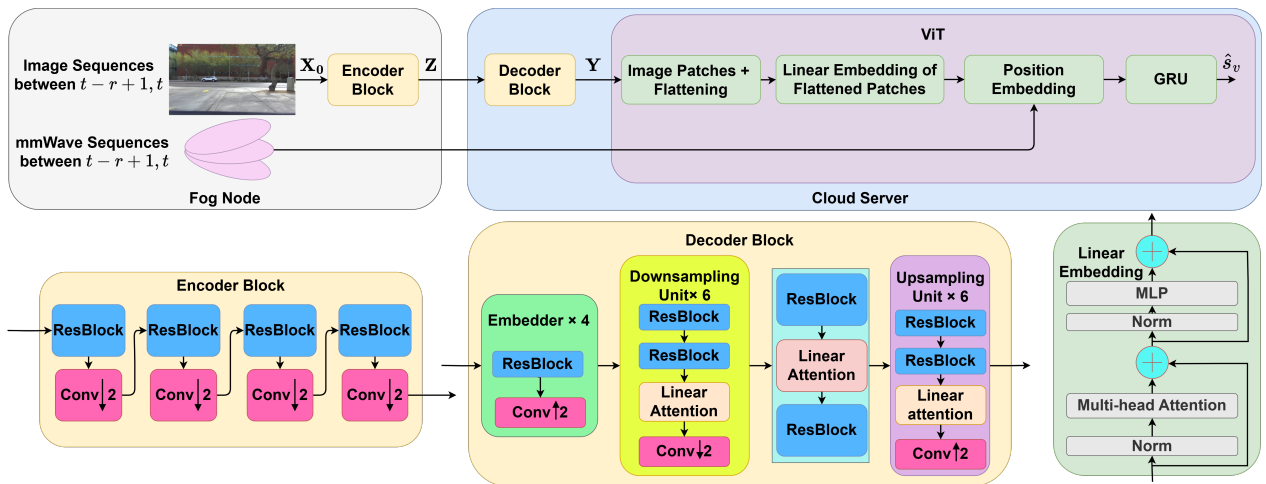 Image Sequences
between t − r + 1, t
X₀
Encoder
Block
Z
mmWave Sequences
between t − r + 1, t
Fog Node
ViT
Decoder
Block
Y
Image Patches +
Flattening
Linear Embedding of
Flattened Patches
Position
Embedding
GRU
ŝᵥ
Cloud Server
Encoder Block
ResBlock
ResBlock
ResBlock
ResBlock
Conv↓2
Conv↓2
Conv↓2
Conv↓2
Decoder Block
Embedder × 4
ResBlock
Conv↑2
Downsampling
Unit× 6
ResBlock
ResBlock
Linear
Attention
Conv↓2
ResBlock
Linear
Attention
ResBlock
Upsampling
Unit × 6
ResBlock
ResBlock
Linear
attention
Conv↑2
Linear
Embedding
+
MLP
Norm
+
Multi-head Attention
Norm